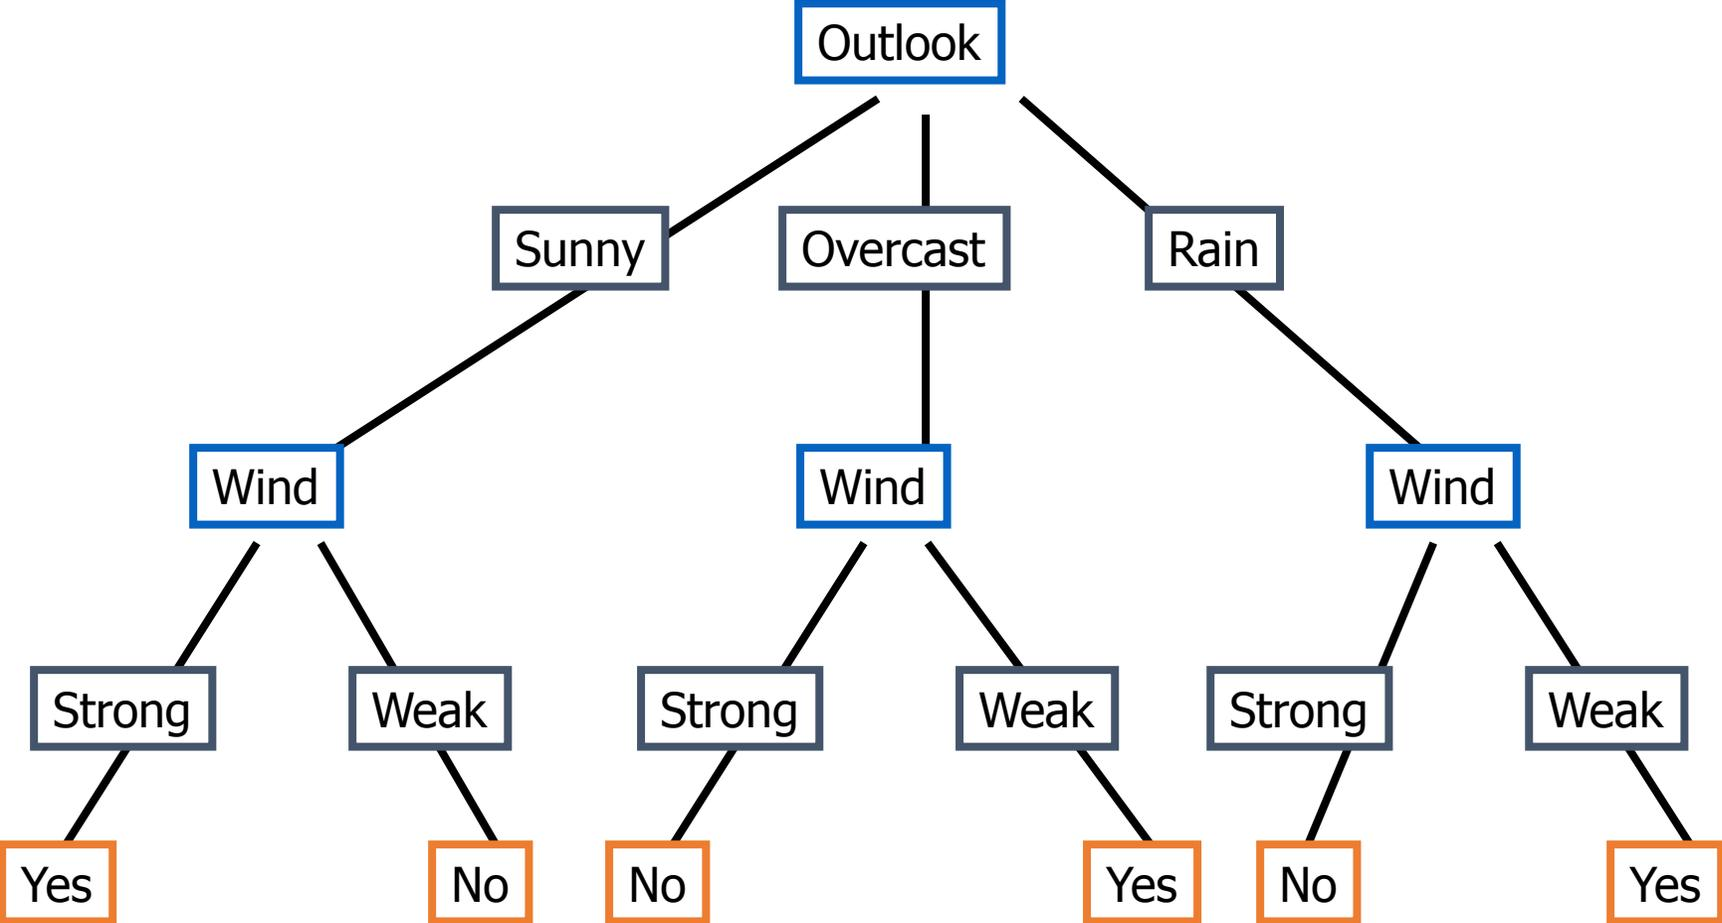 Outlook
Sunny
Overcast
Rain
Wind
Wind
Wind
Strong
Weak
Strong
Weak
Strong
Weak
Yes
No
No
Yes
No
Yes